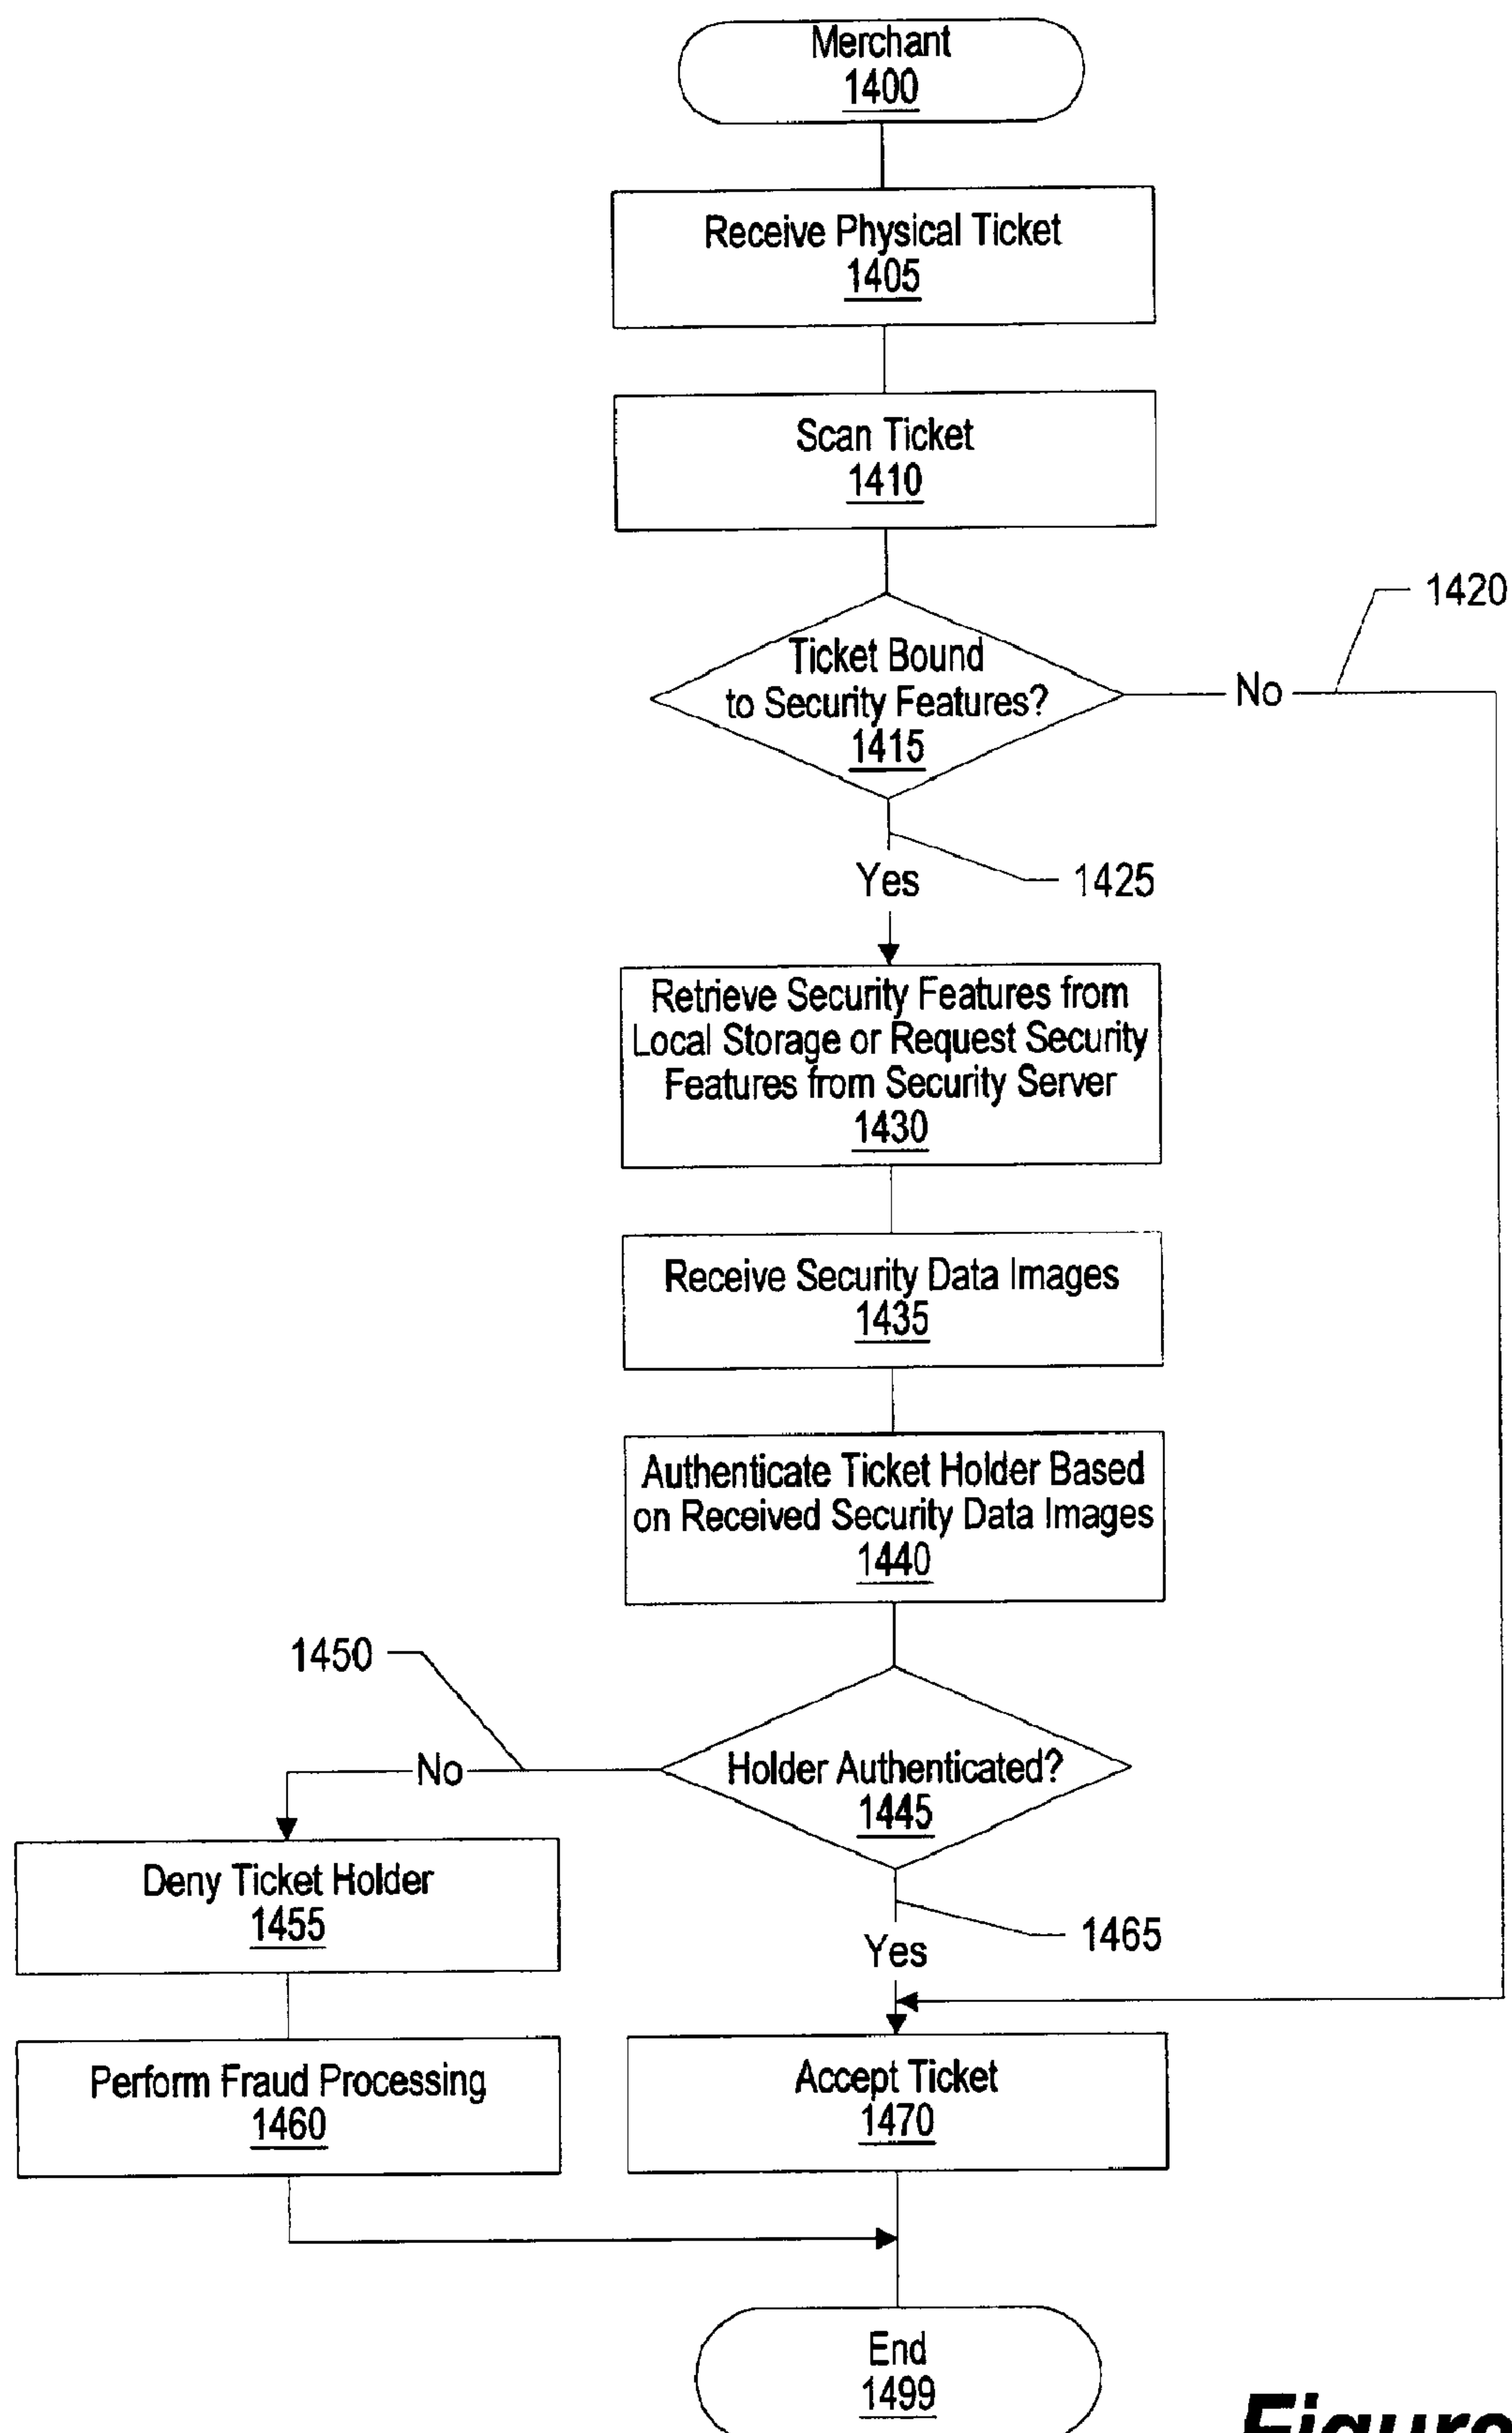 Merchant
1400
Receive Physical Ticket
1405
Scan Ticket
1410
1420
Ticket Bound
to Security Features?
1415
No
1425
Yes
Retrieve Security Features from
Local Storage or Request Security
Features from Security Server
1430
Receive Security Data Images
1435
Authenticate Ticket Holder Based
on Received Security Data Images
1440
1450
No
Holder Authenticated?
1445
Deny Ticket Holder
1455
1465
Yes
Perform Fraud Processing
1460
Accept Ticket
1470
End
1499
Figure